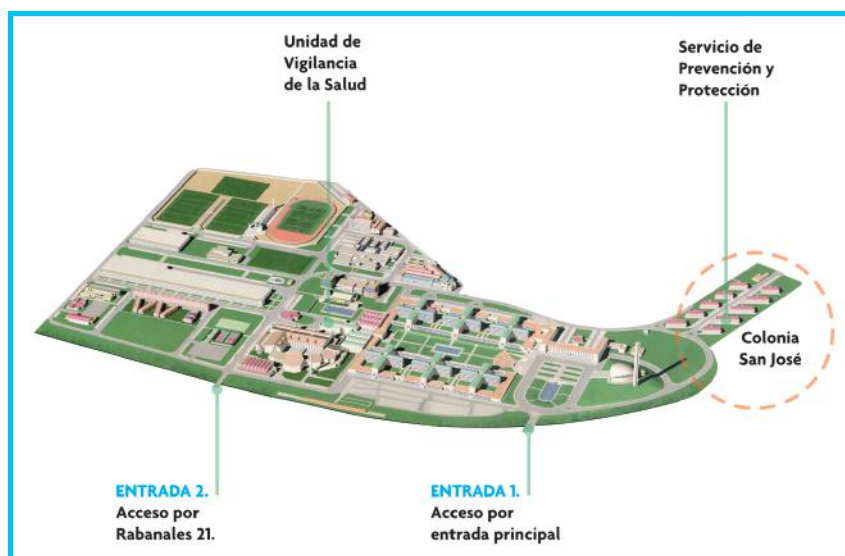 Unidad de
Vigilancia
de la Salud
Servicio de
Prevención y
Protección
Colonia
San José
ENTRADA 2.
Acceso por
Rabanales 21.
ENTRADA 1.
Acceso por
entrada principal